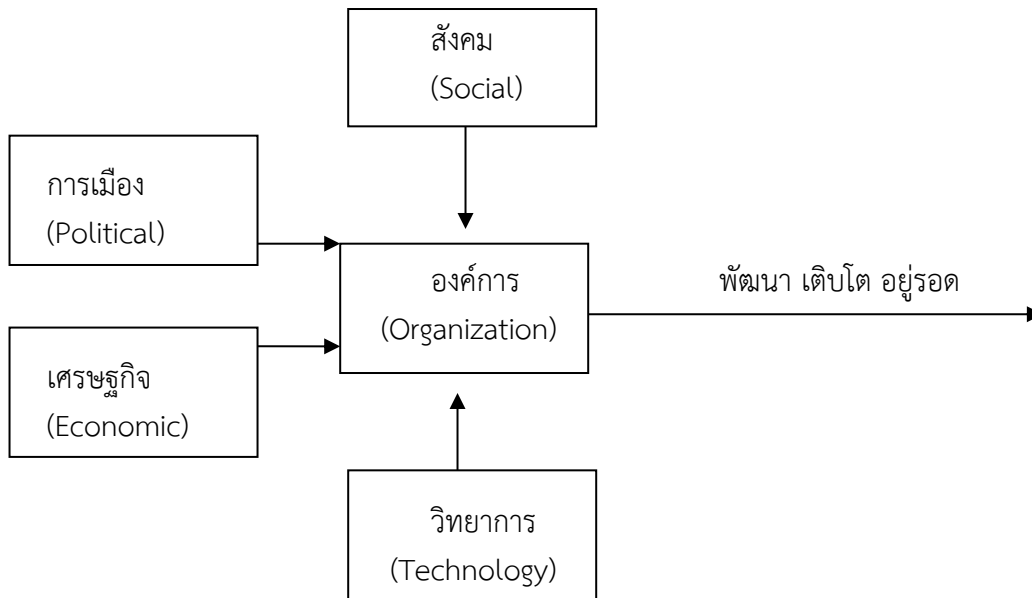 สังคม
(Social)
การเมือง
(Political)
องค์การ
(Organization)
พัฒนา เติบโต อยู่รอด
เศรษฐกิจ
(Economic)
วิทยาการ
(Technology)